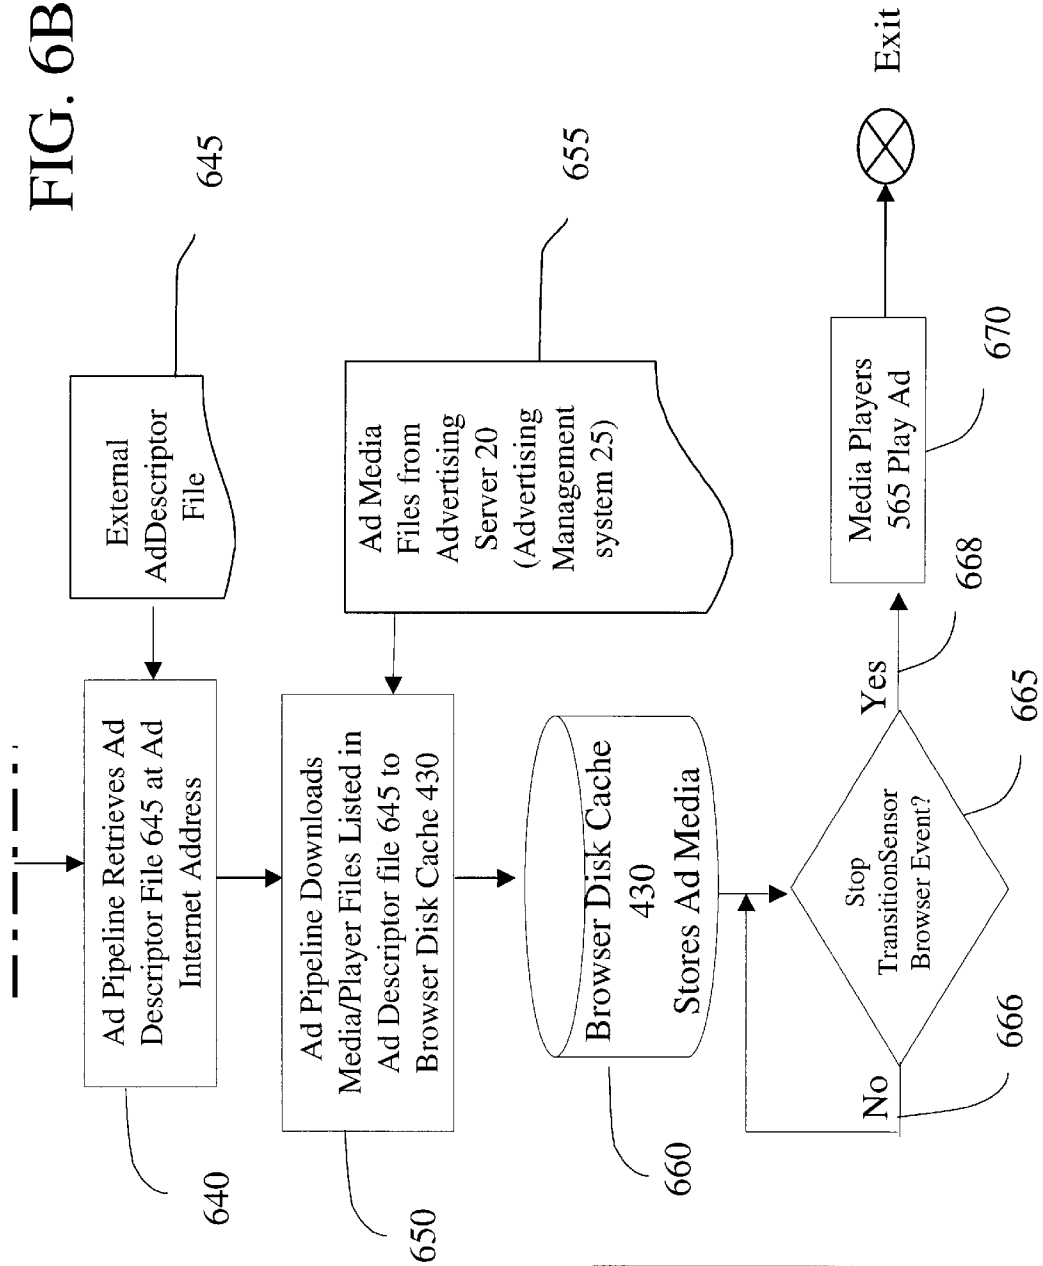 FIG. 6B
Ad Pipeline Retrieves Ad
Descriptor File 645 at Ad
Internet Address
640
External
AdDescriptor
File
645
Ad Pipeline Downloads
Media/Player Files Listed in
Ad Descriptor file 645 to
Browser Disk Cache 430
650
Ad Media
Files from
Advertising
Server 20
(Advertising
Management
system 25)
655
Browser Disk Cache
430
Stores Ad Media
660
Stop
TransitionSensor
Browser Event?
665
No
666
Yes
668
Media Players
565 Play Ad
670
Exit